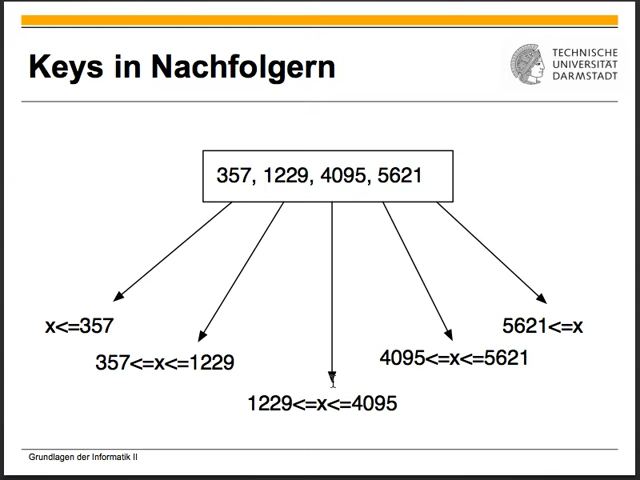 Keys in Nachfolgern
TECHNISCHE
UNIVERSITÄT
DARMSTADT
357, 1229, 4095, 5621
x<=357
5621<=x
357<=x<=1229
4095<=x<=5621
1229<=x<=4095
Grundlagen der Informatik II